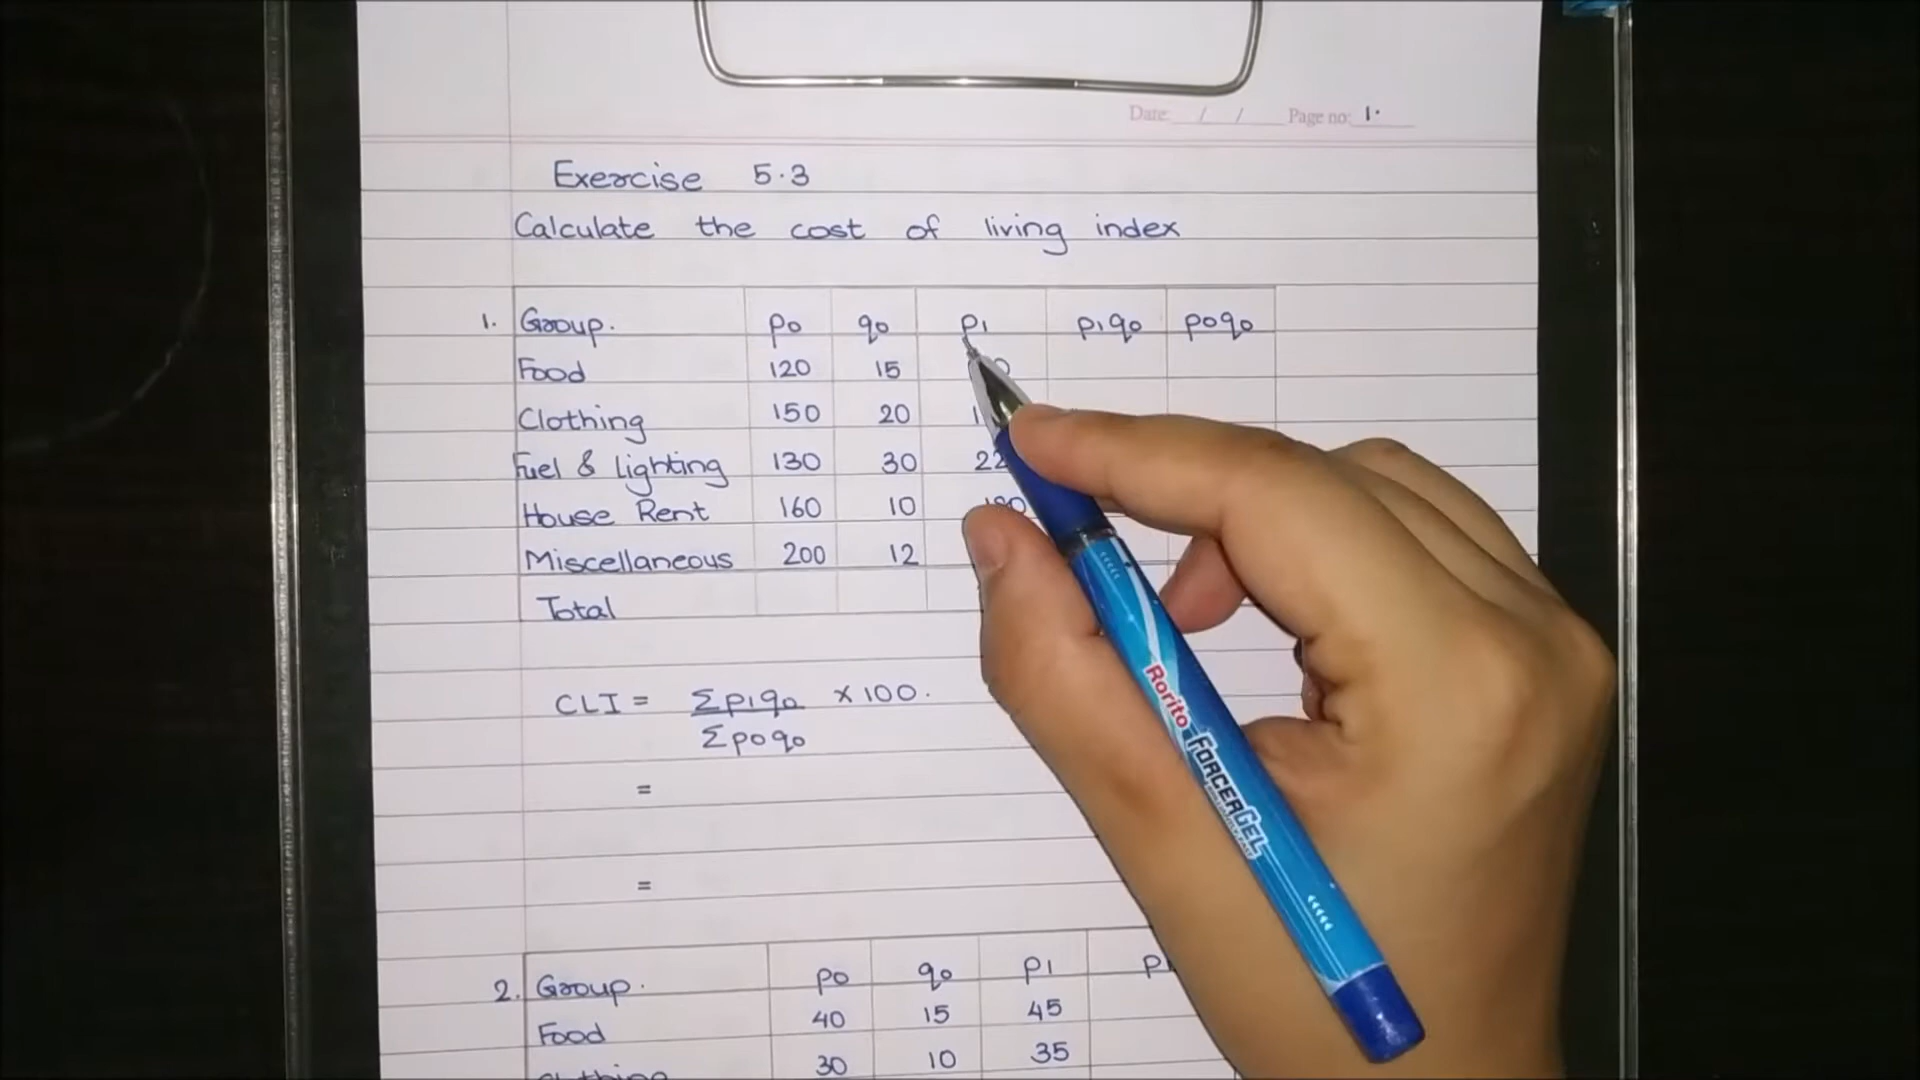 Date: / / Page no: 1.
Exercise 5.3
Calculate the cost of living index
1. Group. p0 q0 p1 p1q0 p0q0
Food 120 15
Clothing 150 20
Fuel & Lighting 130 30
House Rent 160 10
Miscellaneous 200 12
Total
CLI = Σp1q0 × 100.
Σp0q0
=
=
2. Group. p0 q0 p1
Food 40 15 45
30 10 35
Rorito FORCERGEL